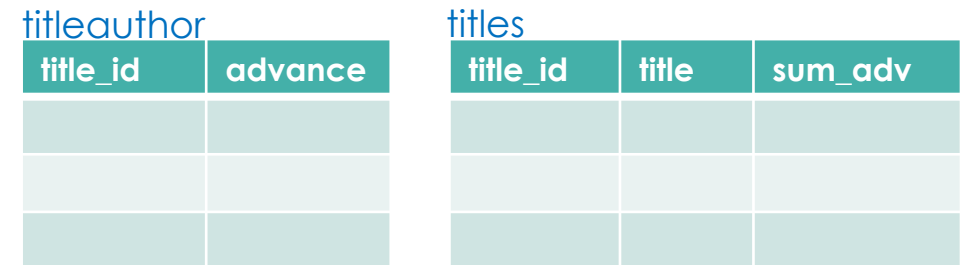 titleauthor
title_id advance
titles
title_id title sum_adv